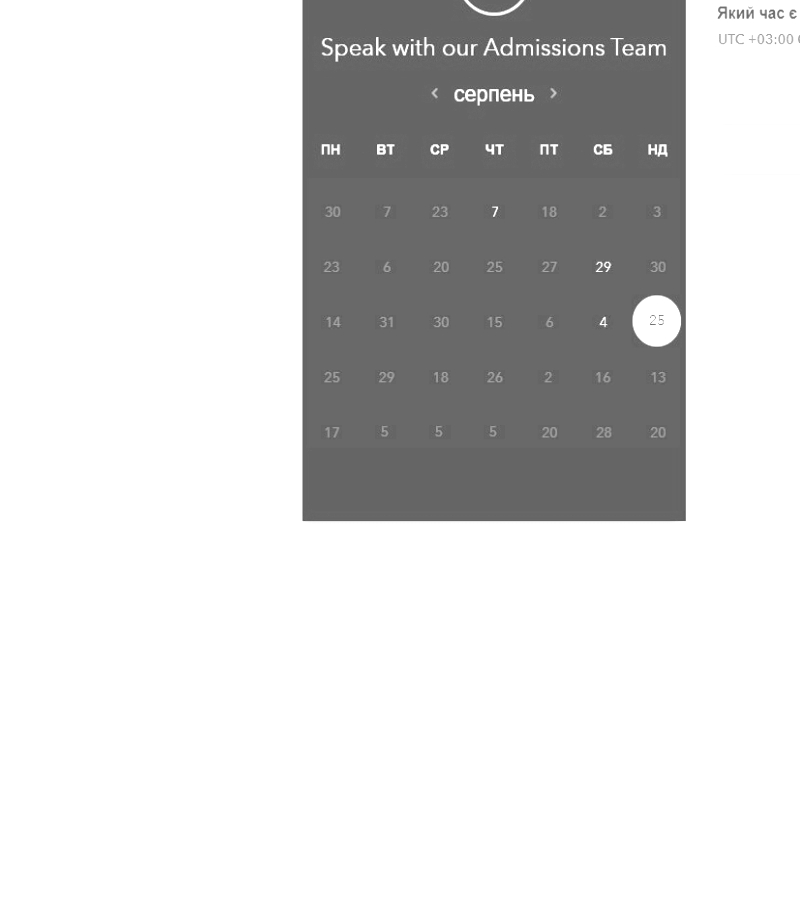 Який час є
UTC +03:00
Speak with our Admissions Team
‹ серпень ›
ПН ВТ СР ЧТ ПТ СБ НД
30 7 23 7 18 2 3
23 6 20 25 27 29 30
14 31 30 15 6 4 25
25 29 18 26 2 16 13
17 5 5 5 20 28 20